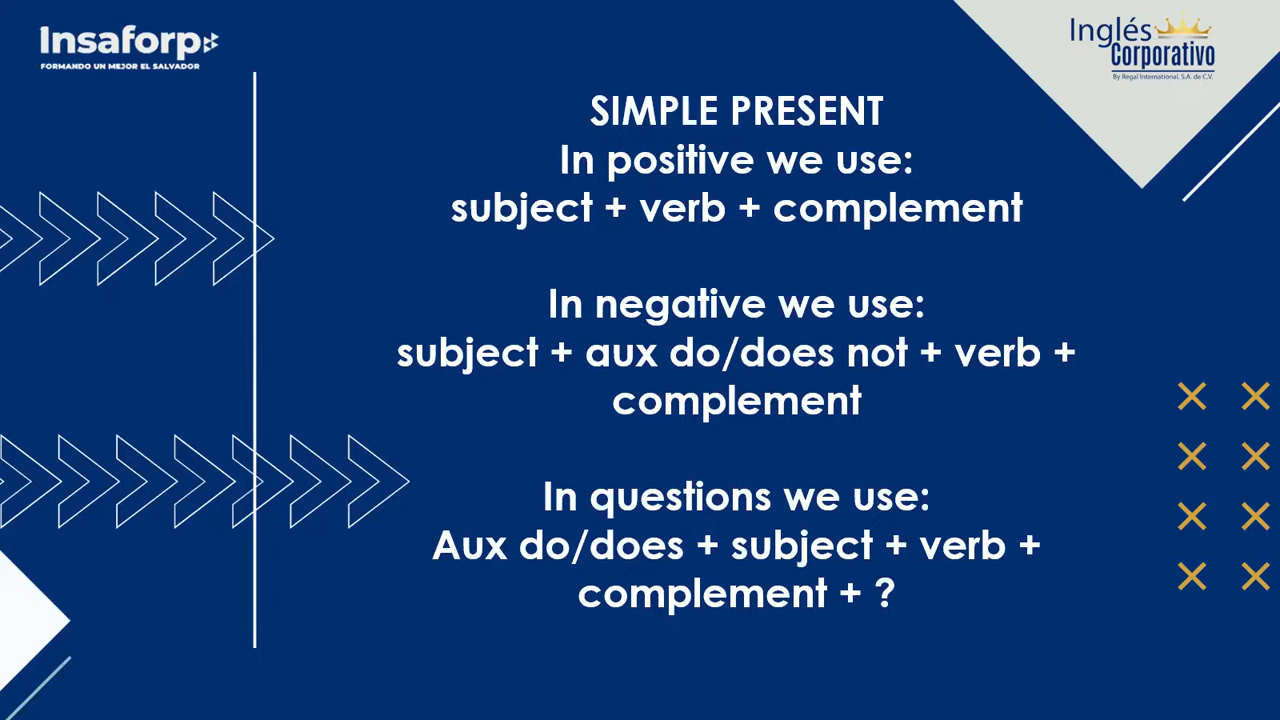 Insaforp
FORMANDO UN MEJOR EL SALVADOR
Inglés
Corporativo
By Regal International, S.A. de C.V.
SIMPLE PRESENT
In positive we use:
subject + verb + complement
In negative we use:
subject + aux do/does not + verb +
complement
In questions we use:
Aux do/does + subject + verb +
complement + ?